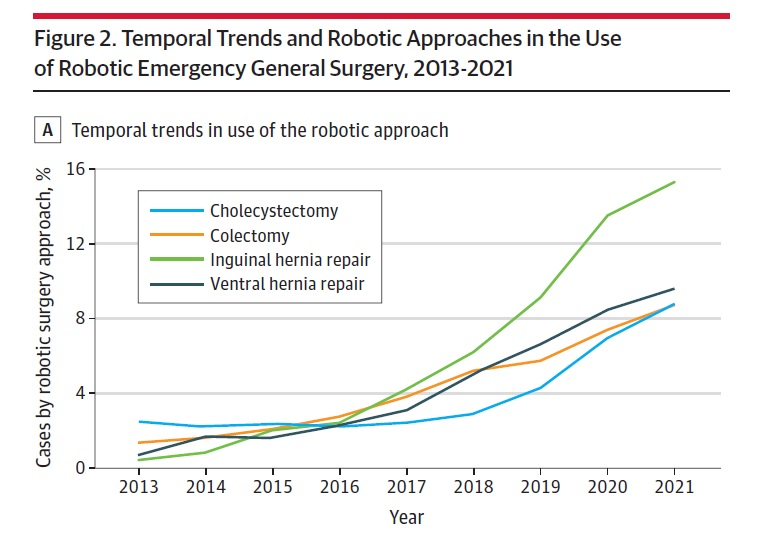 Figure 2. Temporal Trends and Robotic Approaches in the Use
of Robotic Emergency General Surgery, 2013-2021
A Temporal trends in use of the robotic approach
Cases by robotic surgery approach, %
16
12
8
4
0
Cholecystectomy
Colectomy
Inguinal hernia repair
Ventral hernia repair
2013 2014 2015 2016 2017 2018 2019 2020 2021
Year